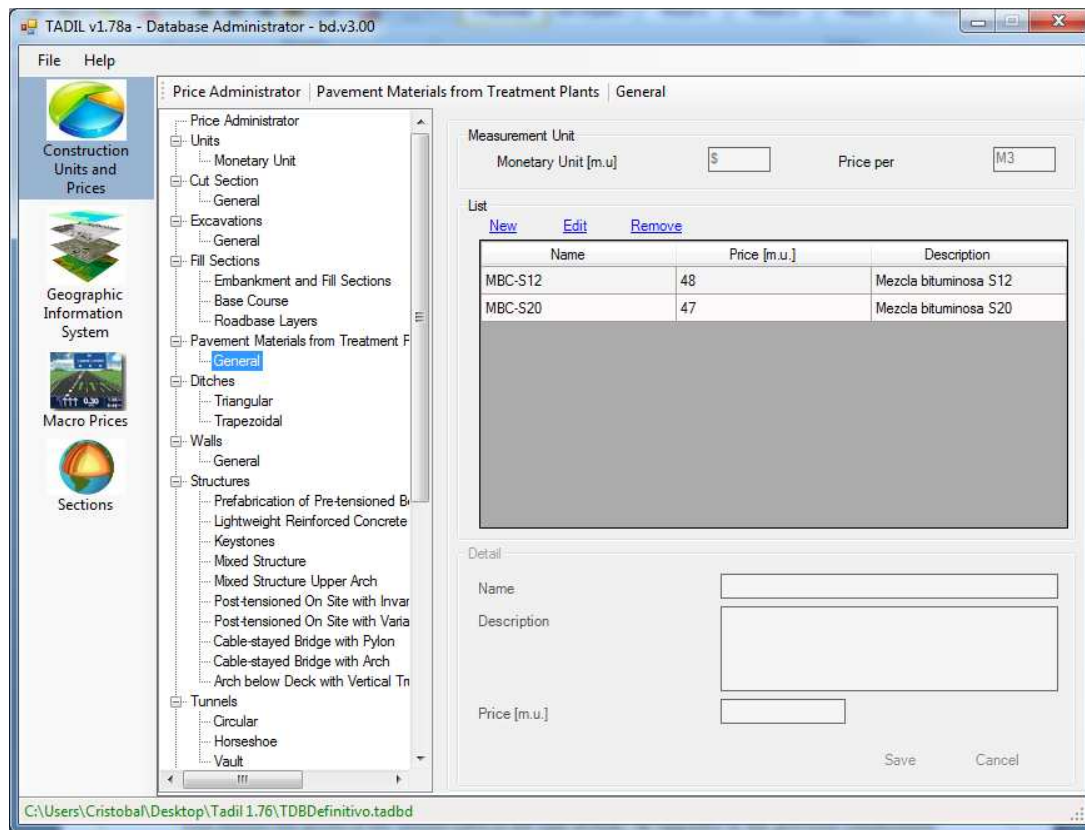 TADIL v1.78a - Database Administrator - bd.v3.00
File Help
Construction
Units and
Prices
Geographic
Information
System
Macro Prices
Sections
Price Administrator Pavement Materials from Treatment Plants General
Price Administrator
Units
Monetary Unit
Cut Section
General
Excavations
General
Fill Sections
Embankment and Fill Sections
Base Course
Roadbase Layers
Pavement Materials from Treatment F
General
Ditches
Triangular
Trapezoidal
Walls
General
Structures
Prefabrication of Pre-tensioned B
Lightweight Reinforced Concrete
Keystones
Mixed Structure
Mixed Structure Upper Arch
Post-tensioned On Site with Invar
Post-tensioned On Site with Varia
Cable-stayed Bridge with Pylon
Cable-stayed Bridge with Arch
Arch below Deck with Vertical Tr
Tunnels
Circular
Horseshoe
Vault
Measurement Unit
Monetary Unit [m.u] $ Price per M3
List
New Edit Remove
Name Price [m.u.] Description
MBC-S12 48 Mezcla bituminosa S12
MBC-S20 47 Mezcla bituminosa S20
Detail
Name
Description
Price [m.u.]
Save Cancel
C:\Users\Cristobal\Desktop\Tadil 1.76\TDBDefinitivo.tadbd